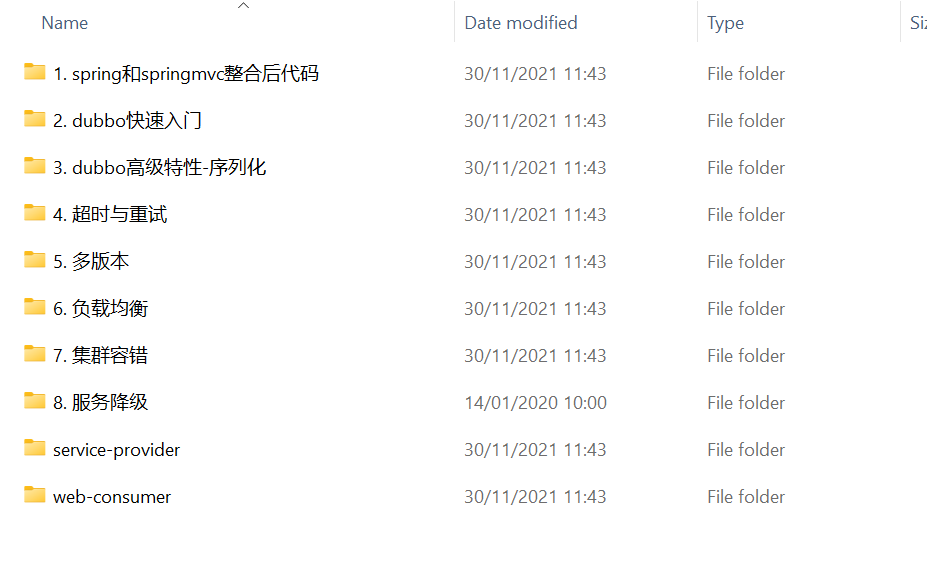 Name Date modified Type Siz
1. spring和springmvc整合后代码 30/11/2021 11:43 File folder
2. dubbo快速入门 30/11/2021 11:43 File folder
3. dubbo高级特性-序列化 30/11/2021 11:43 File folder
4. 超时与重试 30/11/2021 11:43 File folder
5. 多版本 30/11/2021 11:43 File folder
6. 负载均衡 30/11/2021 11:43 File folder
7. 集群容错 30/11/2021 11:43 File folder
8. 服务降级 14/01/2020 10:00 File folder
service-provider 30/11/2021 11:43 File folder
web-consumer 30/11/2021 11:43 File folder